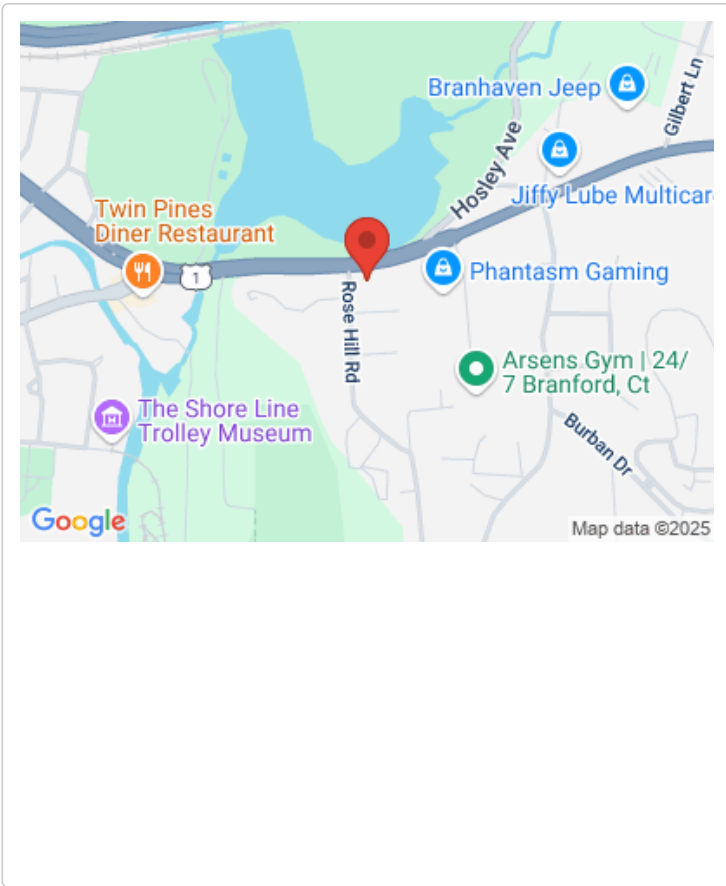 Branhaven Jeep
Gilbert Ln
Hosley Ave
Jiffy Lube Multicar
Twin Pines
Diner Restaurant
1
Phantasm Gaming
Rose Hill Rd
Arsens Gym | 24/
7 Branford, Ct
The Shore Line
Trolley Museum
Burban Dr
Google
Map data ©2025